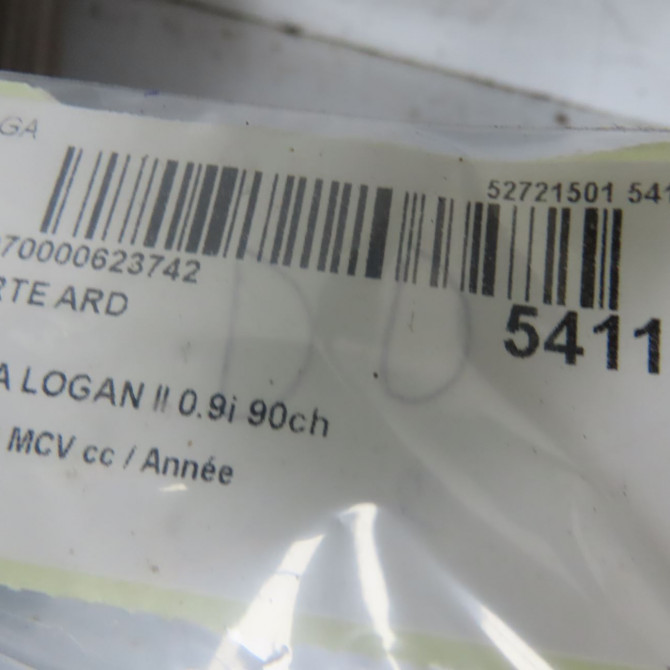 GA
52721501 541
70000623742
RTE ARD
5411
A LOGAN II 0.9i 90ch
MCV cc / Année